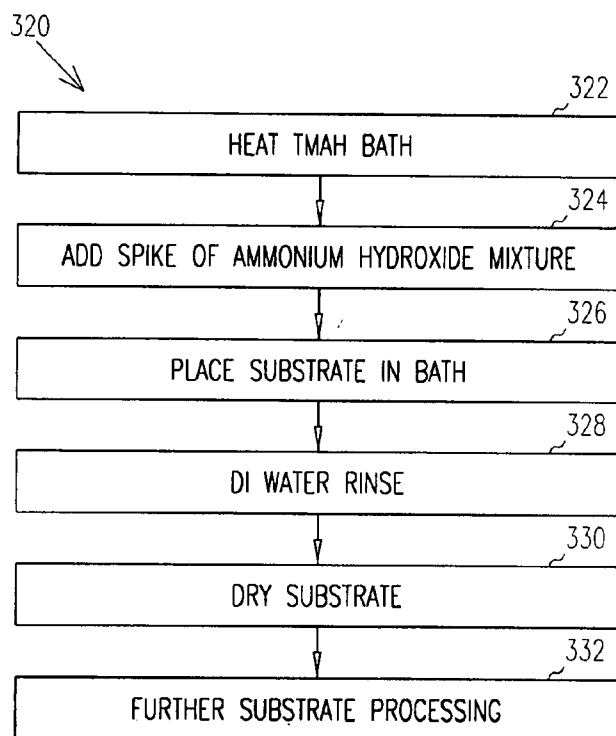 320
322
HEAT TMAH BATH
324
ADD SPIKE OF AMMONIUM HYDROXIDE MIXTURE
326
PLACE SUBSTRATE IN BATH
328
DI WATER RINSE
330
DRY SUBSTRATE
332
FURTHER SUBSTRATE PROCESSING